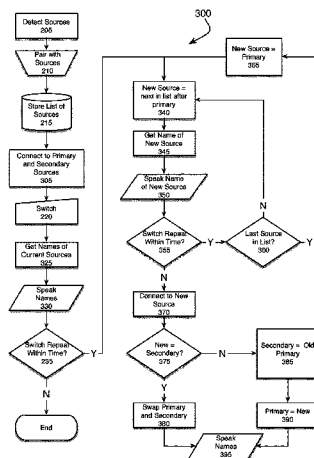 300
Detect Sources
205
Pair with
Sources
210
Store List of
Sources
215
Connect to Primary
and Secondary
Sources
305
Switch
220
Get Names of
Current Sources
325
Speak
Names
330
Switch Repeat
Within Time?
235
Y
N
End
New Source =
Primary
365
New Source =
next in list after
primary
340
Get Name of
New Source
345
Speak Name
of New Source
350
Switch Repeat
Within Time?
355
Y
Last Source
in List?
360
N
Y
N
Connect to New
Source
370
New =
Secondary?
375
N
Y
Secondary = Old
Primary
385
Swap Primary
and Secondary
380
Primary = New
390
Speak
Names
395